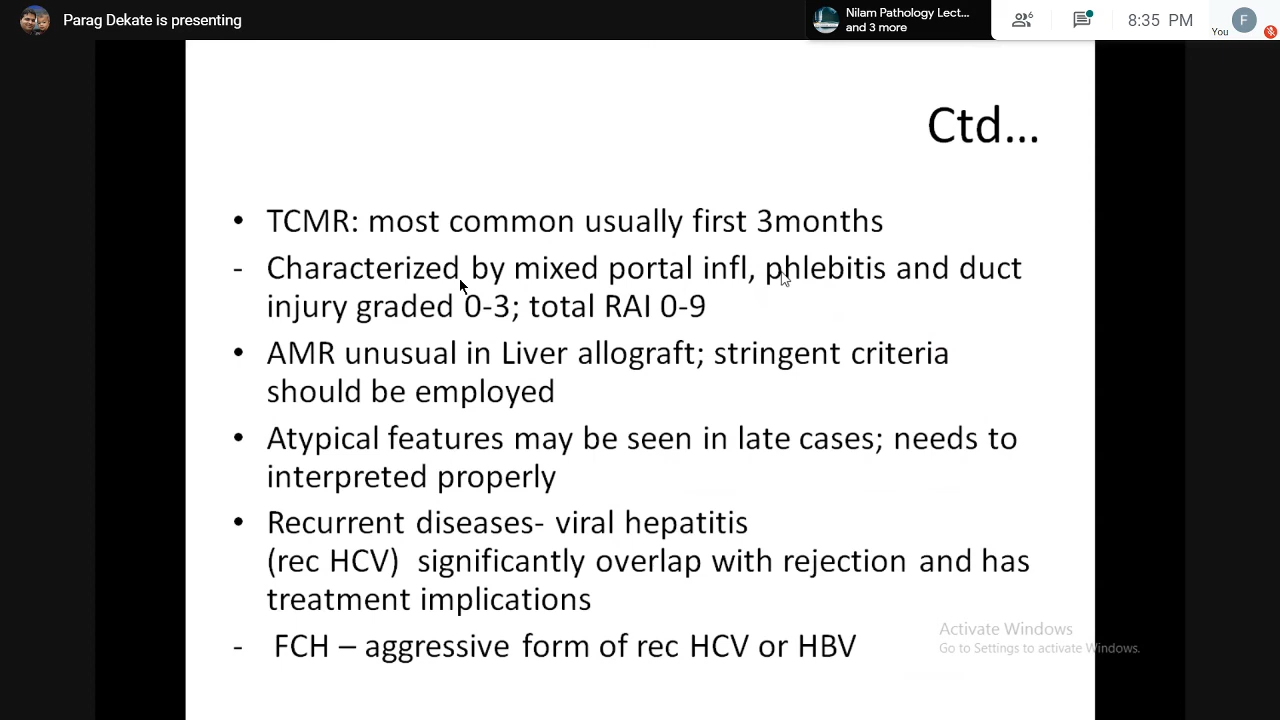 Parag Dekate is presenting
Nilam Pathology Lect...
and 3 more
6
8:35 PM
You
F
Ctd...
• TCMR: most common usually first 3months
- Characterized by mixed portal infl, phlebitis and duct
injury graded 0-3; total RAI 0-9
• AMR unusual in Liver allograft; stringent criteria
should be employed
• Atypical features may be seen in late cases; needs to
interpreted properly
• Recurrent diseases- viral hepatitis
(rec HCV) significantly overlap with rejection and has
treatment implications
- FCH – aggressive form of rec HCV or HBV
Activate Windows
Go to Settings to activate Windows.